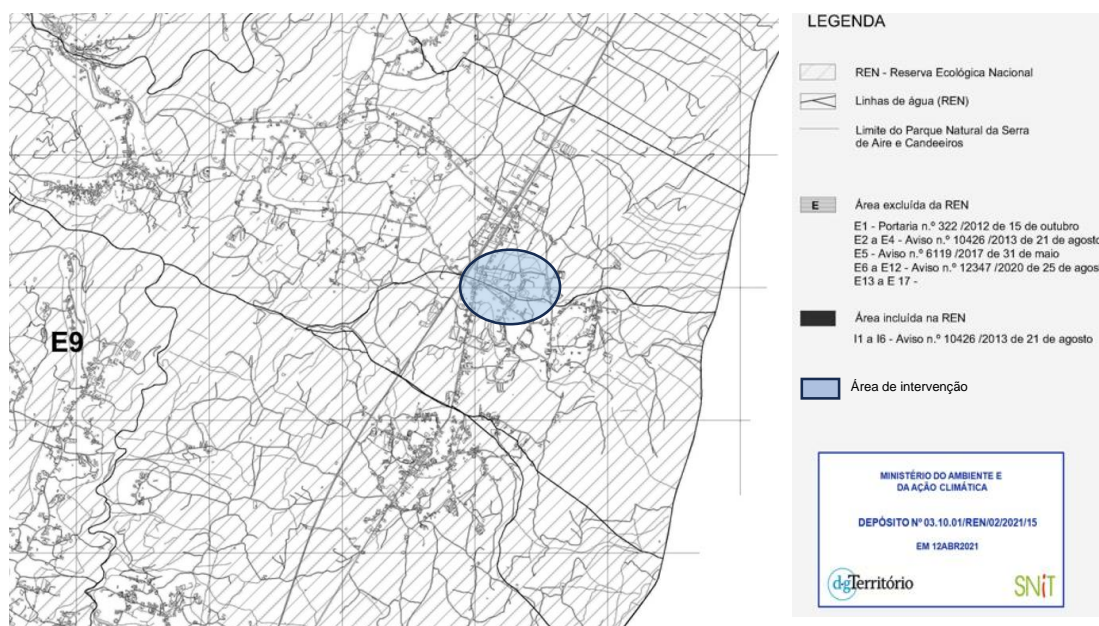 E9
LEGENDA
REN - Reserva Ecológica Nacional
Linhas de água (REN)
Limite do Parque Natural da Serra
de Aire e Candeeiros
E
Área excluída da REN
E1 - Portaria n.º 322 /2012 de 15 de outubro
E2 a E4 - Aviso n.º 10426 /2013 de 21 de agosto
E5 - Aviso n.º 6119 /2017 de 31 de maio
E6 a E12 - Aviso n.º 12347 /2020 de 25 de agos
E13 a E 17 -
Área incluída na REN
I1 a I6 - Aviso n.º 10426 /2013 de 21 de agosto
Área de intervenção
MINISTÉRIO DO AMBIENTE E
DA AÇÃO CLIMÁTICA
DEPÓSITO Nº 03.10.01/REN/02/2021/15
EM 12ABR2021
dgTerritório
SNiT